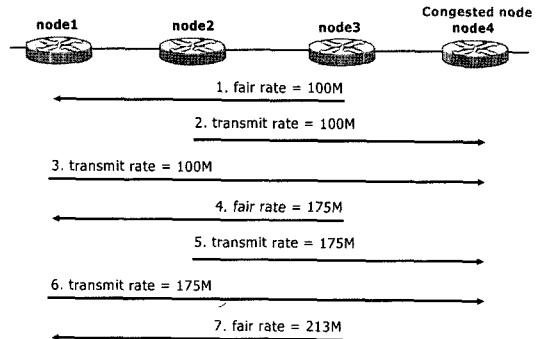 Congested node
node1
node2
node3
node4
1. fair rate = 100M
2. transmit rate = 100M
3. transmit rate = 100M
4. fair rate = 175M
5. transmit rate = 175M
6. transmit rate = 175M
7. fair rate = 213M